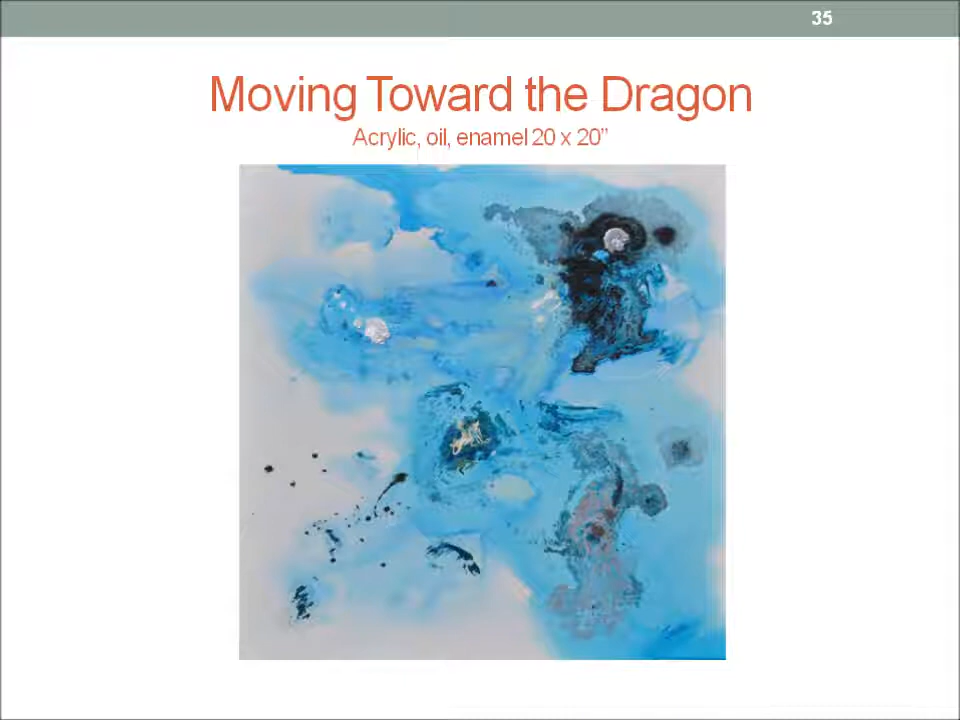 35
Moving Toward the Dragon
Acrylic, oil, enamel 20 x 20”